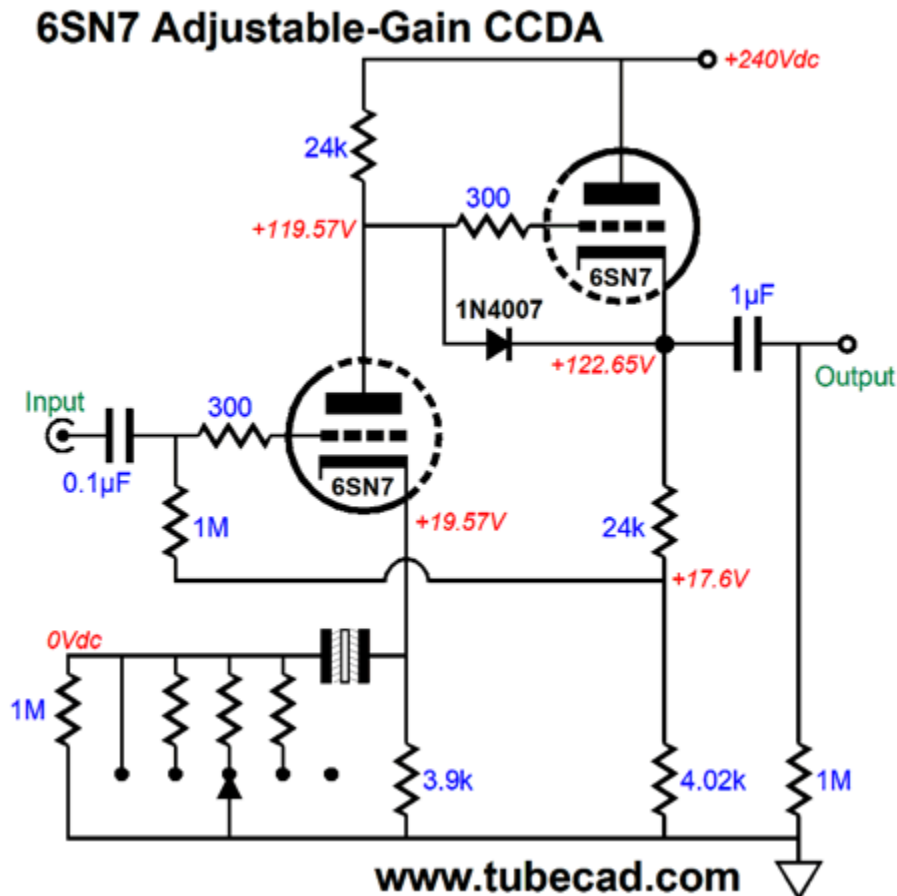 6SN7 Adjustable-Gain CCDA
+240Vdc
24k
300
+119.57V
6SN7
1N4007
1µF
+122.65V
Output
Input
300
0.1µF
6SN7
1M
+19.57V
24k
+17.6V
0Vdc
1M
3.9k
4.02k
1M
www.tubecad.com